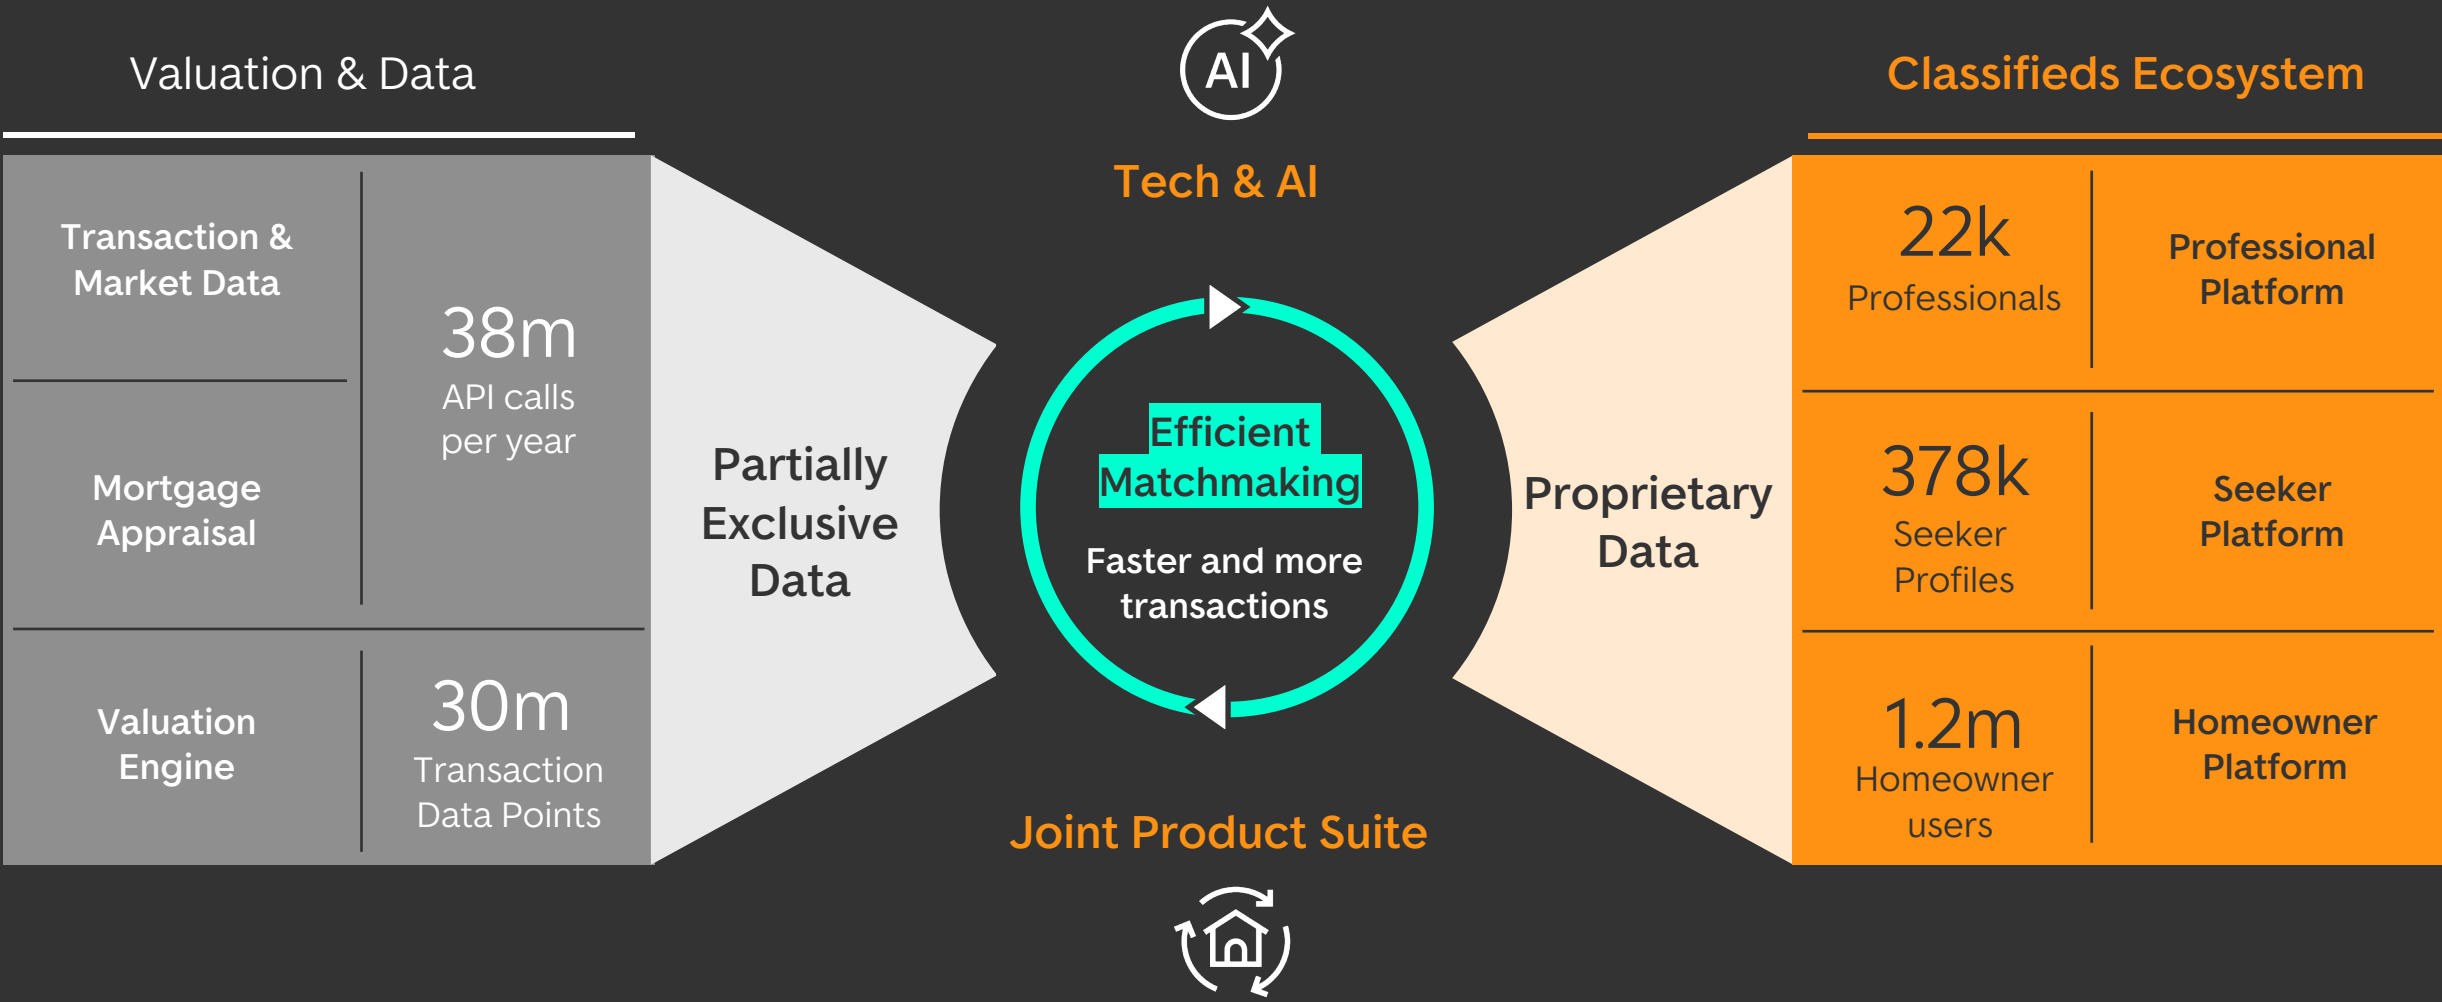 Valuation & Data
Transaction &
Market Data
Mortgage
Appraisal
38m
API calls
per year
Valuation
Engine
30m
Transaction
Data Points
Partially
Exclusive
Data
AI
Tech & AI
Efficient
Matchmaking
Faster and more
transactions
Joint Product Suite
Proprietary
Data
Classifieds Ecosystem
22k
Professionals
Professional
Platform
378k
Seeker
Profiles
Seeker
Platform
1.2m
Homeowner
users
Homeowner
Platform